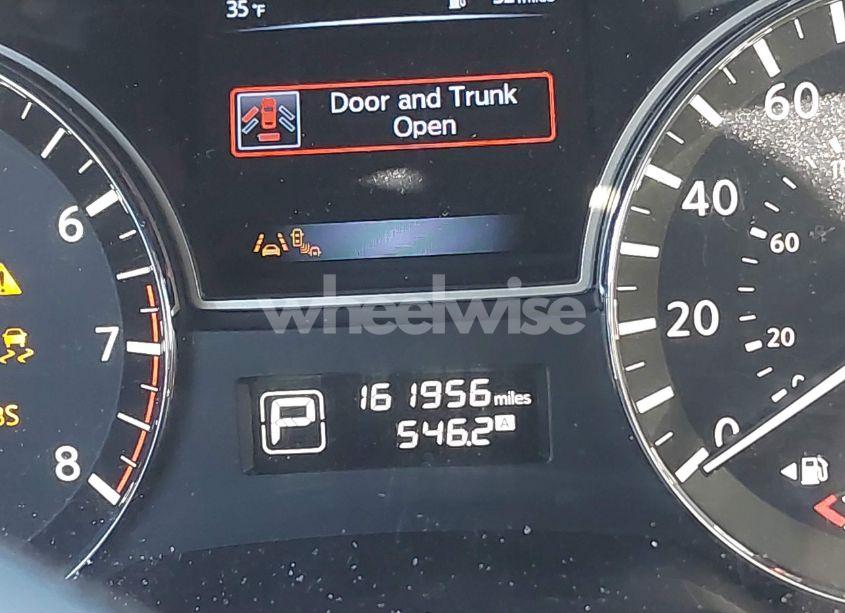 35 °F
Door and Trunk
Open
60
40
60
6
20
20
7
wheelwise
161956 miles
P
546.2 A
8
0